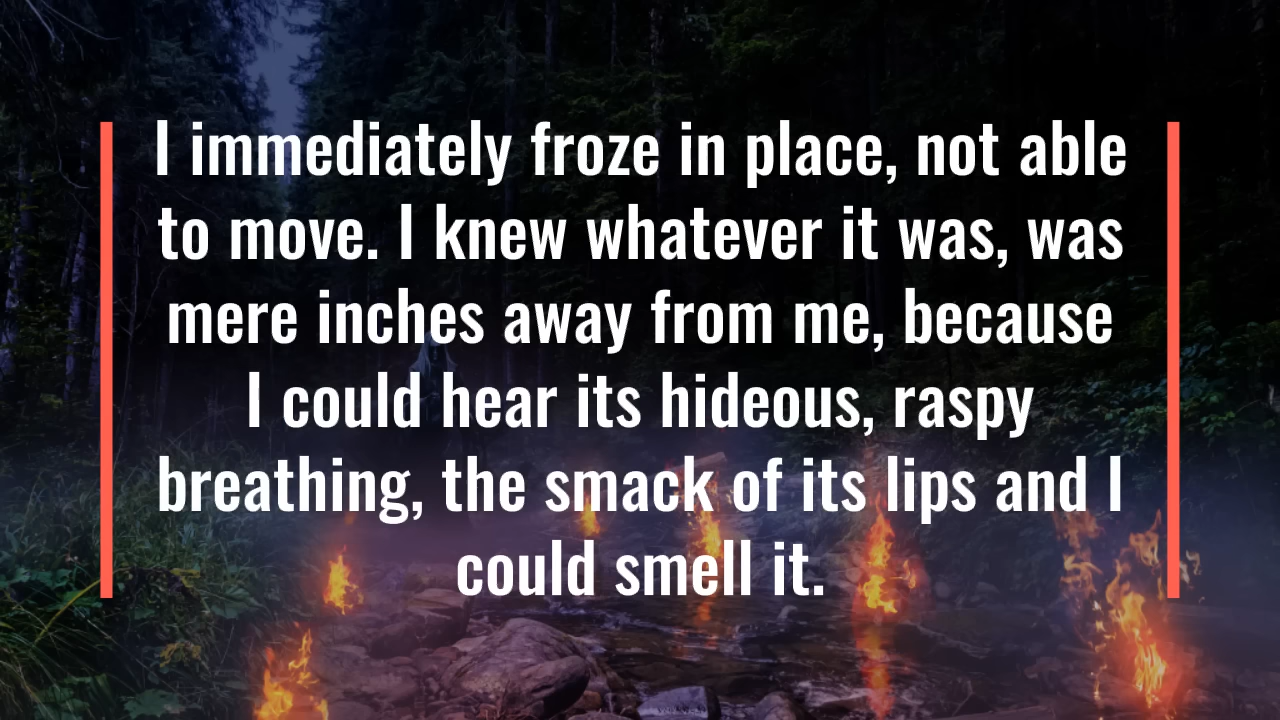 I immediately froze in place, not able
to move. I knew whatever it was, was
mere inches away from me, because
I could hear its hideous, raspy
breathing, the smack of its lips and I
could smell it.